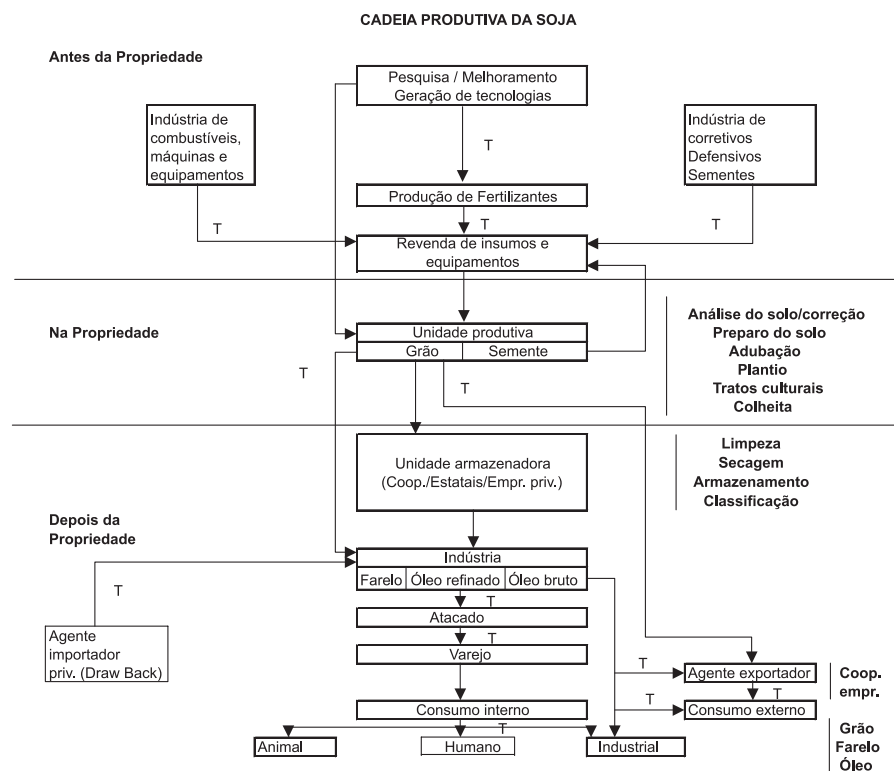 CADEIA PRODUTIVA DA SOJA
Antes da Propriedade
Pesquisa / Melhoramento
Geração de tecnologias
Indústria de
combustíveis,
máquinas e
equipamentos
Indústria de
corretivos
Defensivos
Sementes
T
Produção de Fertilizantes
T
T
T
Revenda de insumos e
equipamentos
Na Propriedade
Análise do solo/correção
Preparo do solo
Adubação
Plantio
Tratos culturais
Colheita
Unidade produtiva
Grão
Semente
T
T
Limpeza
Secagem
Armazenamento
Classificação
Unidade armazenadora
(Coop./Estatais/Empr. priv.)
Depois da
Propriedade
Indústria
Farelo
Óleo refinado
Óleo bruto
T
T
Atacado
T
Varejo
Agente
importador
priv. (Draw Back)
T
Agente exportador
Coop.
empr.
T
T
Consumo interno
Consumo externo
T
Animal
Humano
Industrial
Grão
Farelo
Óleo